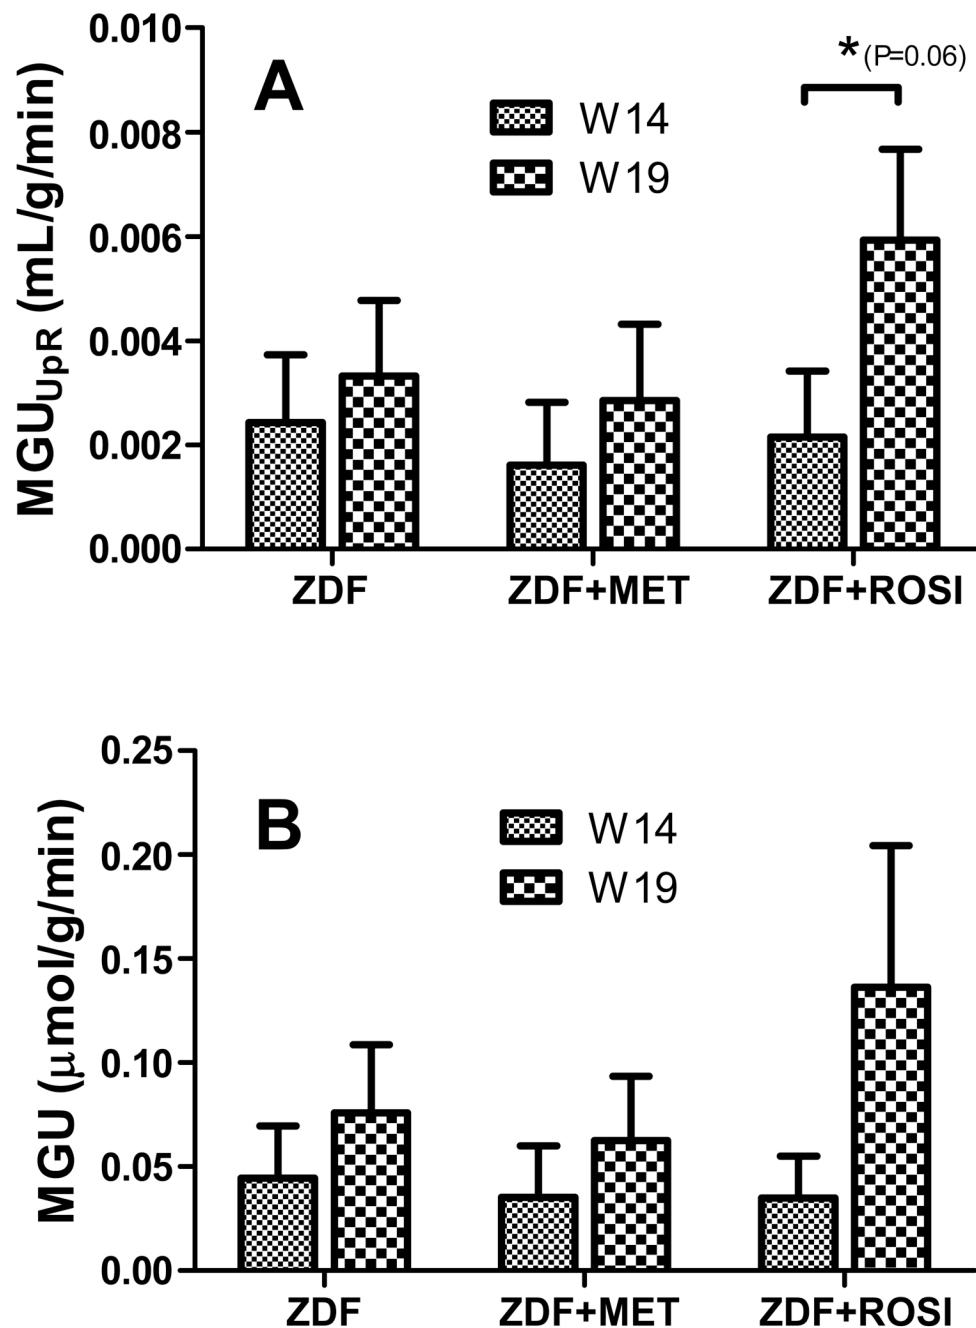 0.010
* (P=0.06)
A
W14
0.008
W19
0.006
0.004
0.002
0.000
MGU_UpR (mL/g/min)
ZDF ZDF+MET ZDF+ROSI
0.25
B
W14
0.20
W19
0.15
0.10
0.05
0.00
MGU (μmol/g/min)
ZDF ZDF+MET ZDF+ROSI